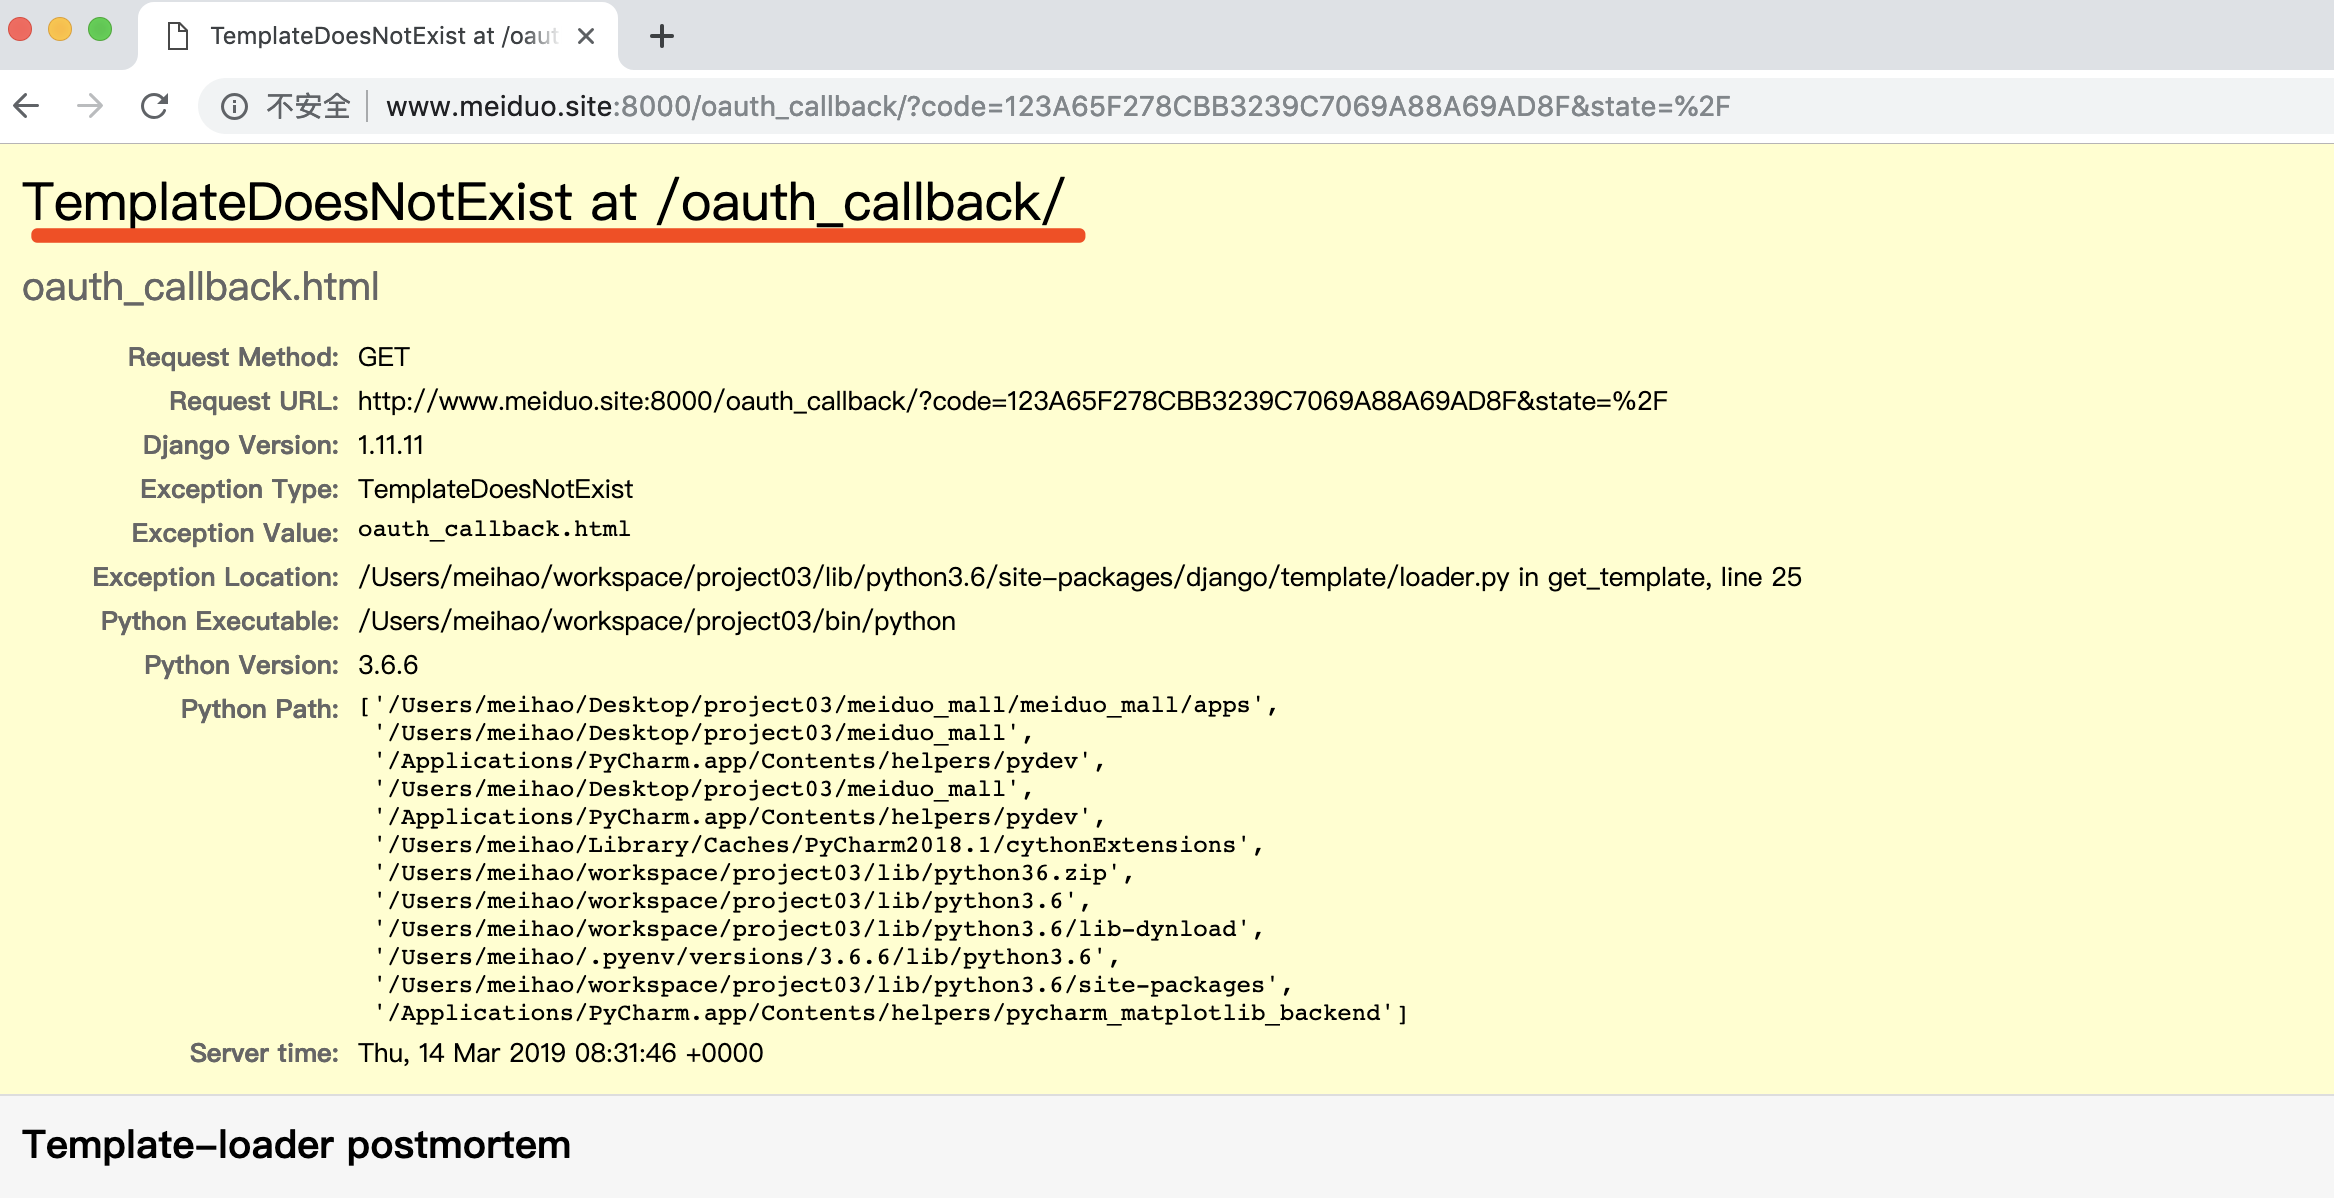 TemplateDoesNotExist at /oaut
不安全 www.meiduo.site:8000/oauth_callback/?code=123A65F278CBB3239C7069A88A69AD8F&state=%2F
TemplateDoesNotExist at /oauth_callback/
oauth_callback.html
Request Method: GET
Request URL: http://www.meiduo.site:8000/oauth_callback/?code=123A65F278CBB3239C7069A88A69AD8F&state=%2F
Django Version: 1.11.11
Exception Type: TemplateDoesNotExist
Exception Value: oauth_callback.html
Exception Location: /Users/meihao/workspace/project03/lib/python3.6/site-packages/django/template/loader.py in get_template, line 25
Python Executable: /Users/meihao/workspace/project03/bin/python
Python Version: 3.6.6
Python Path: ['/Users/meihao/Desktop/project03/meiduo_mall/meiduo_mall/apps',
'/Users/meihao/Desktop/project03/meiduo_mall',
'/Applications/PyCharm.app/Contents/helpers/pydev',
'/Users/meihao/Desktop/project03/meiduo_mall',
'/Applications/PyCharm.app/Contents/helpers/pydev',
'/Users/meihao/Library/Caches/PyCharm2018.1/cythonExtensions',
'/Users/meihao/workspace/project03/lib/python36.zip',
'/Users/meihao/workspace/project03/lib/python3.6',
'/Users/meihao/workspace/project03/lib/python3.6/lib-dynload',
'/Users/meihao/.pyenv/versions/3.6.6/lib/python3.6',
'/Users/meihao/workspace/project03/lib/python3.6/site-packages',
'/Applications/PyCharm.app/Contents/helpers/pycharm_matplotlib_backend']
Server time: Thu, 14 Mar 2019 08:31:46 +0000
Template-loader postmortem